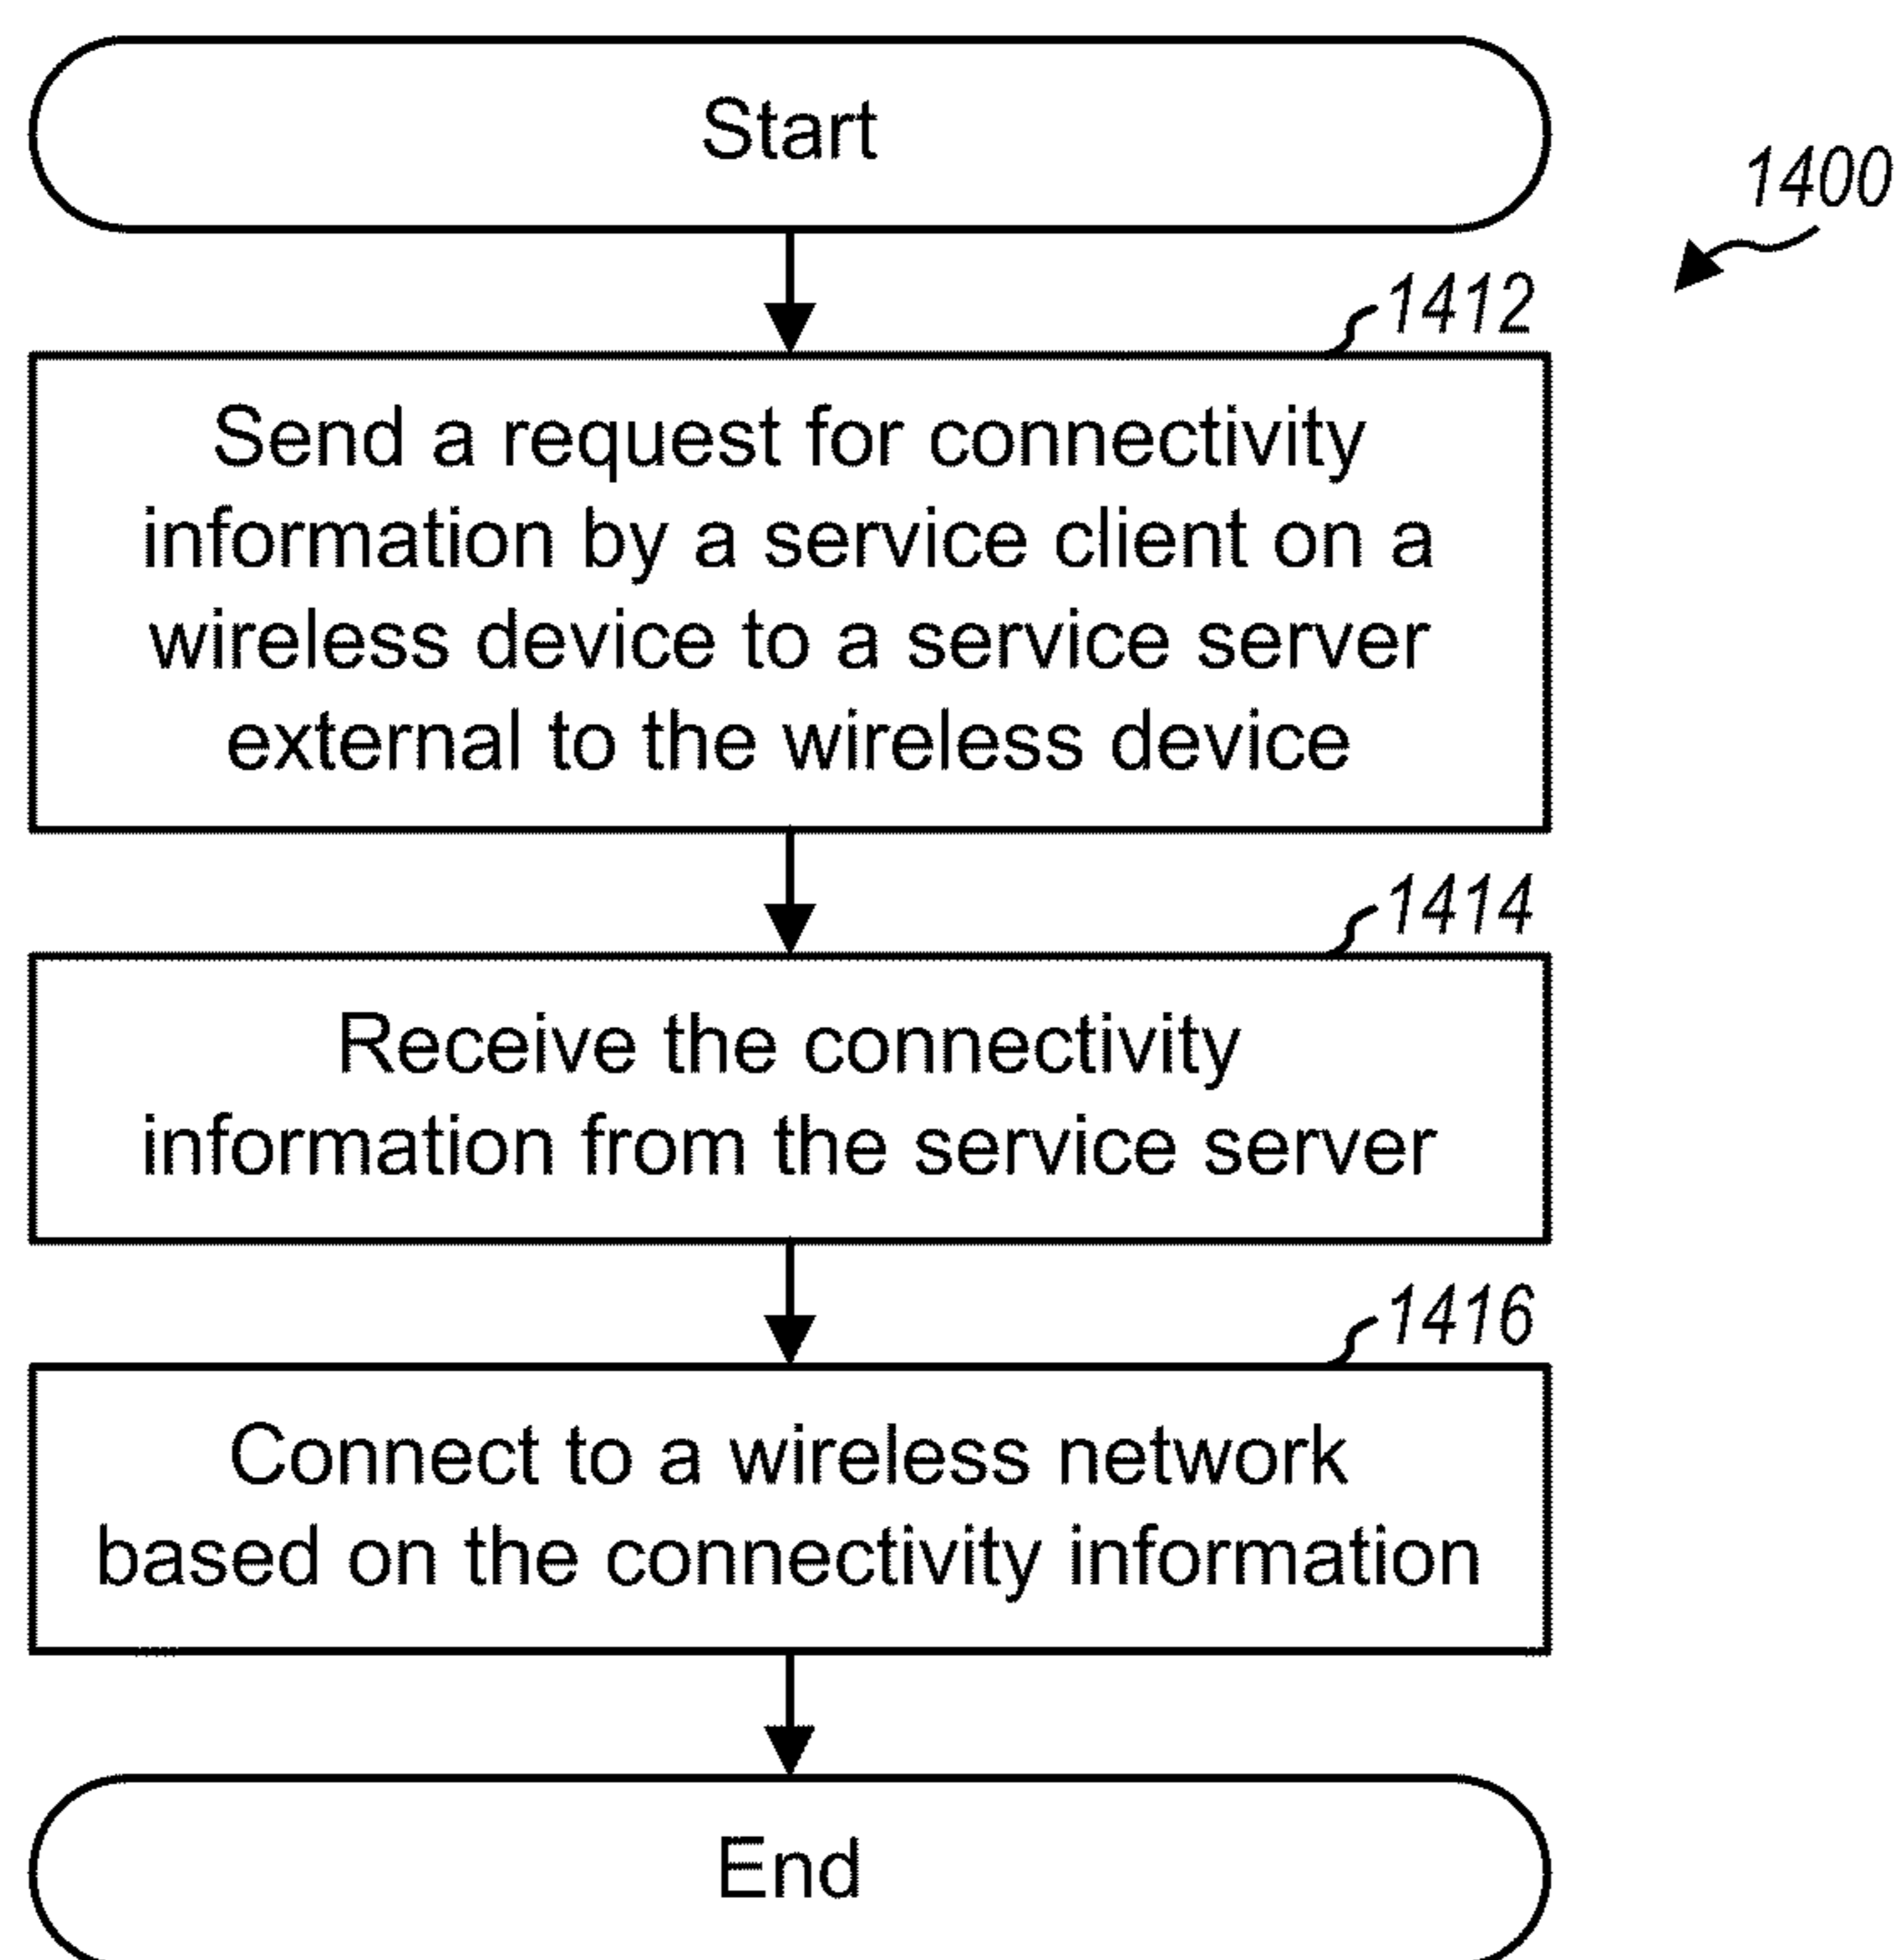 Start
1400
1412
Send a request for connectivity
information by a service client on a
wireless device to a service server
external to the wireless device
1414
Receive the connectivity
information from the service server
1416
Connect to a wireless network
based on the connectivity information
End